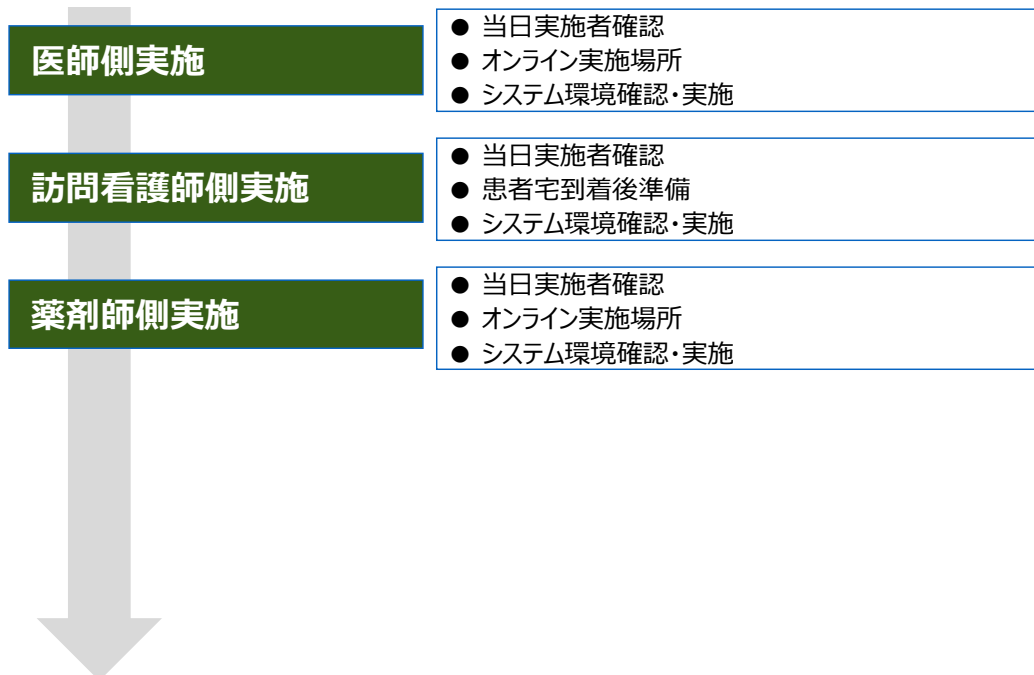 医師側実施
● 当日実施者確認
● オンライン実施場所
● システム環境確認・実施
訪問看護師側実施
● 当日実施者確認
● 患者宅到着後準備
● システム環境確認・実施
薬剤師側実施
● 当日実施者確認
● オンライン実施場所
● システム環境確認・実施